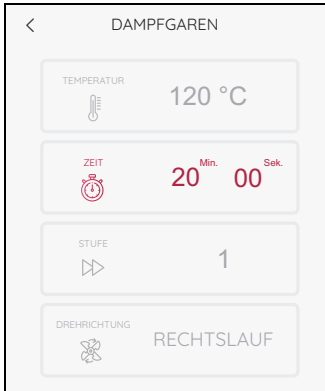 DAMPFGAREN
TEMPERATUR
120 °C
ZEIT
20 Min. 00 Sek.
STUFE
1
DREHRICHTUNG
RECHTSLAUF